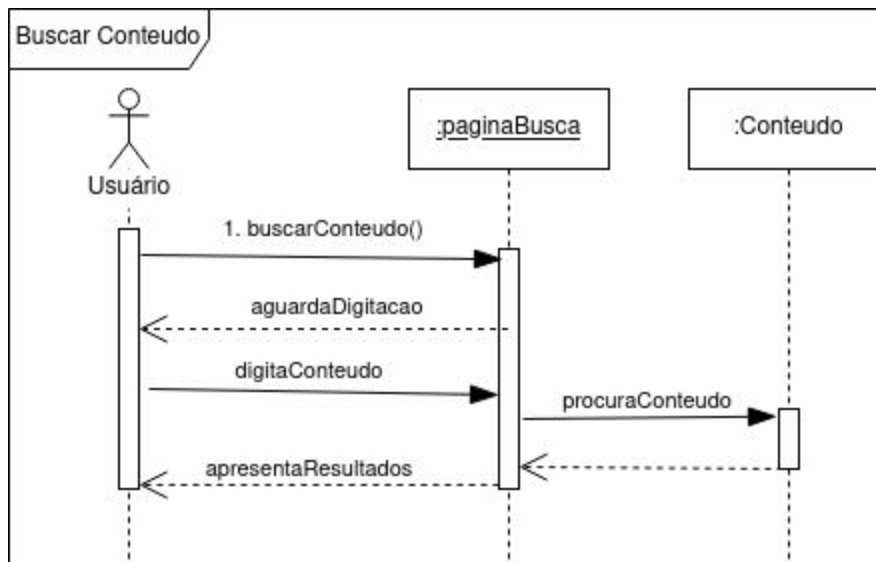 Buscar Conteudo
Usuário
:paginaBusca
:Conteudo
1. buscarConteudo()
aguardaDigitacao
digitaConteudo
procuraConteudo
apresentaResultados